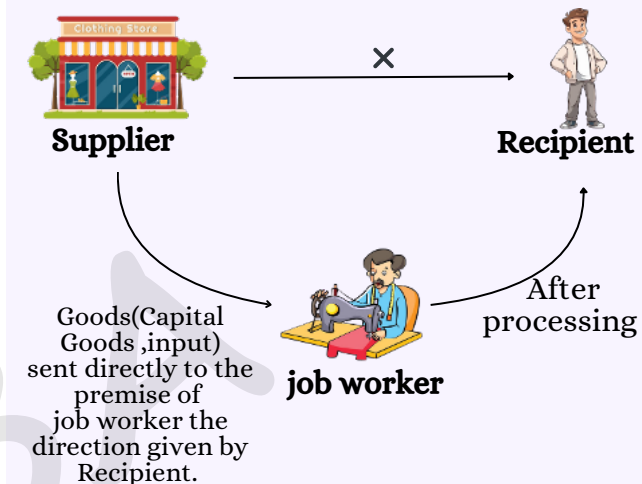 Clothing Store
OPEN
×
Supplier
Recipient
After
processing
Goods(Capital
Goods ,input)
sent directly to the
premise of
job worker the
direction given by
Recipient.
job worker